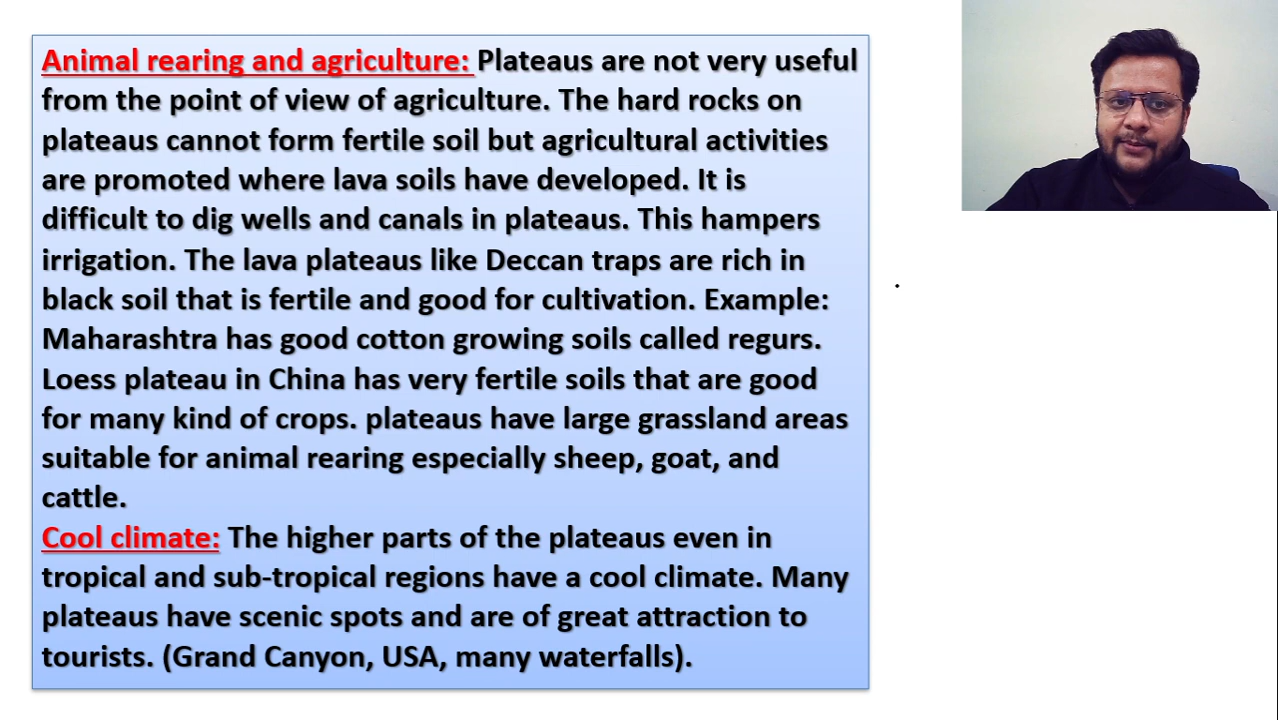 Animal rearing and agriculture: Plateaus are not very useful
from the point of view of agriculture. The hard rocks on
plateaus cannot form fertile soil but agricultural activities
are promoted where lava soils have developed. It is
difficult to dig wells and canals in plateaus. This hampers
irrigation. The lava plateaus like Deccan traps are rich in
black soil that is fertile and good for cultivation. Example:
Maharashtra has good cotton growing soils called regurs.
Loess plateau in China has very fertile soils that are good
for many kind of crops. plateaus have large grassland areas
suitable for animal rearing especially sheep, goat, and
cattle.
Cool climate: The higher parts of the plateaus even in
tropical and sub-tropical regions have a cool climate. Many
plateaus have scenic spots and are of great attraction to
tourists. (Grand Canyon, USA, many waterfalls).